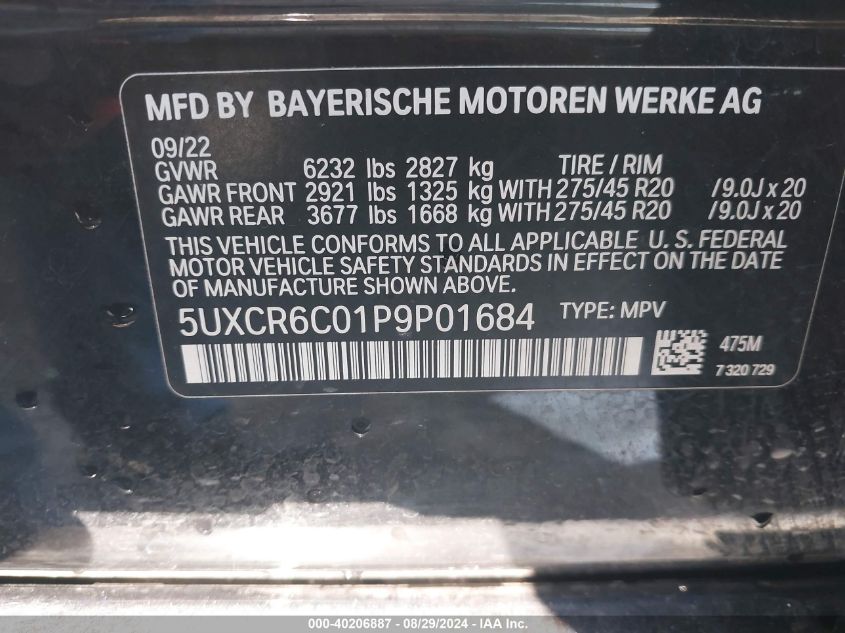 MFD BY BAYERISCHE MOTOREN WERKE AG
09/22
GVWR 6232 lbs 2827 kg TIRE / RIM
GAWR FRONT 2921 lbs 1325 kg WITH 275/45 R20 /9.0J x 20
GAWR REAR 3677 lbs 1668 kg WITH 275/45 R20 /9.0J x 20
THIS VEHICLE CONFORMS TO ALL APPLICABLE U. S. FEDERAL
MOTOR VEHICLE SAFETY STANDARDS IN EFFECT ON THE DATE
OF MANUFACTURE SHOWN ABOVE.
5UXCR6C01P9P01684 TYPE: MPV
475M
7 320 729
000-40206887 - 08/29/2024 - IAA Inc.